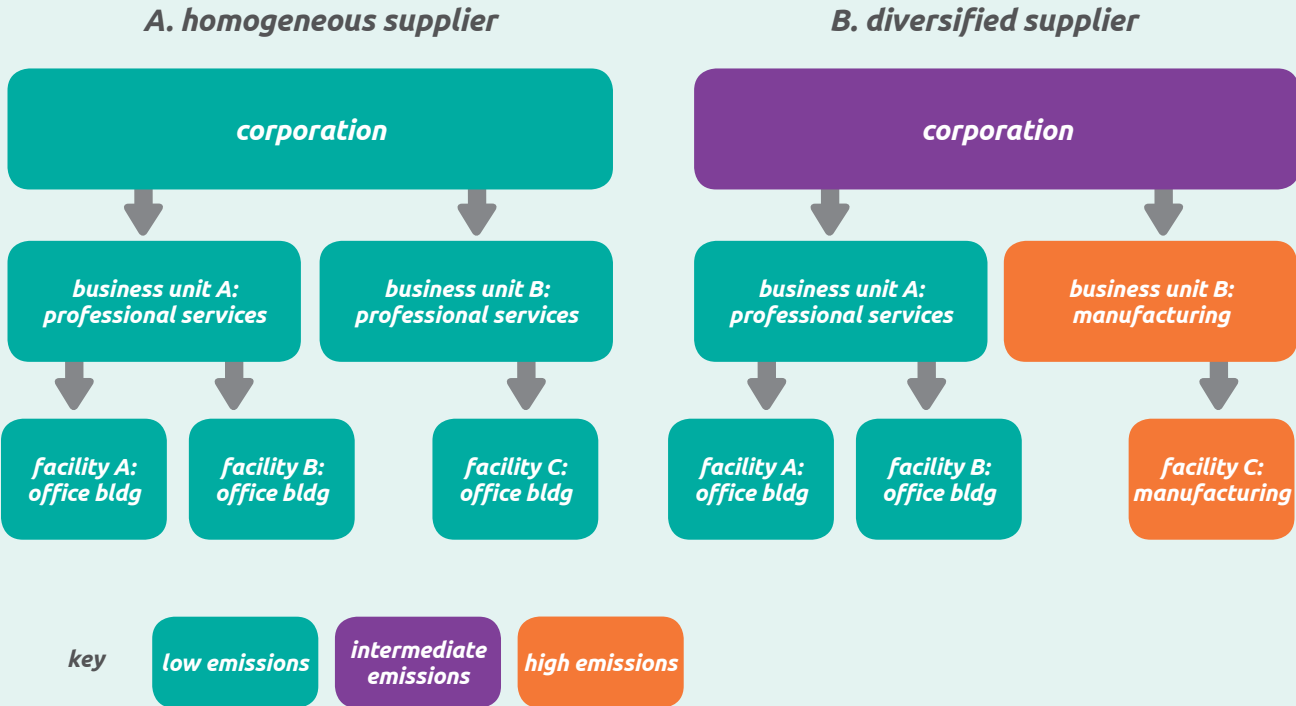 A. homogeneous supplier
B. diversified supplier
corporation
corporation
business unit A:
professional services
business unit B:
professional services
business unit A:
professional services
business unit B:
manufacturing
facility A:
office bldg
facility B:
office bldg
facility C:
office bldg
facility A:
office bldg
facility B:
office bldg
facility C:
manufacturing
key
low emissions
intermediate
emissions
high emissions